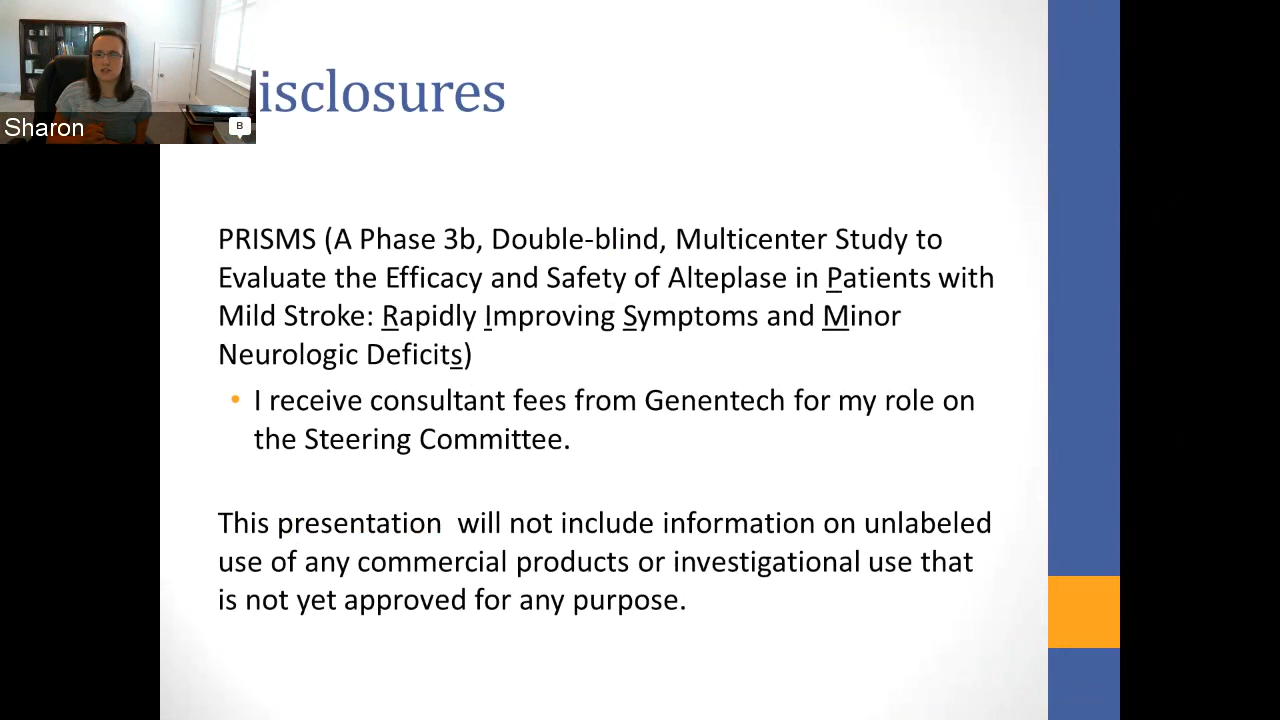 isclosures
Sharon
B
PRISMS (A Phase 3b, Double-blind, Multicenter Study to
Evaluate the Efficacy and Safety of Alteplase in Patients with
Mild Stroke: Rapidly Improving Symptoms and Minor
Neurologic Deficits)
• I receive consultant fees from Genentech for my role on
the Steering Committee.
This presentation  will not include information on unlabeled
use of any commercial products or investigational use that
is not yet approved for any purpose.